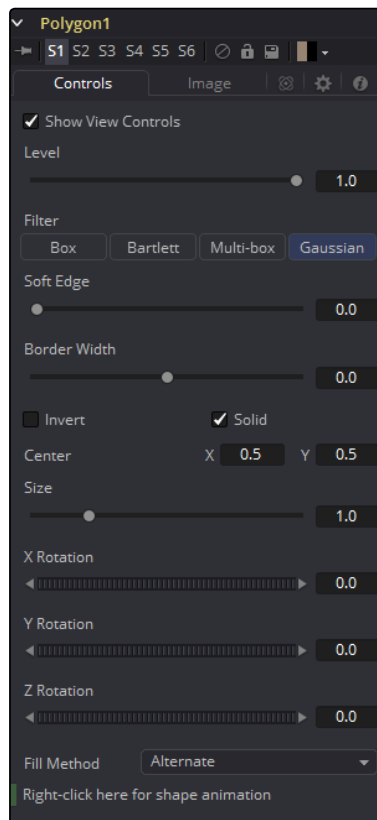 Polygon1
S1 S2 S3 S4 S5 S6
Controls Image
Show View Controls
Level
1.0
Filter
Box Bartlett Multi-box Gaussian
Soft Edge
0.0
Border Width
0.0
Invert Solid
Center X 0.5 Y 0.5
Size
1.0
X Rotation
0.0
Y Rotation
0.0
Z Rotation
0.0
Fill Method Alternate
Right-click here for shape animation